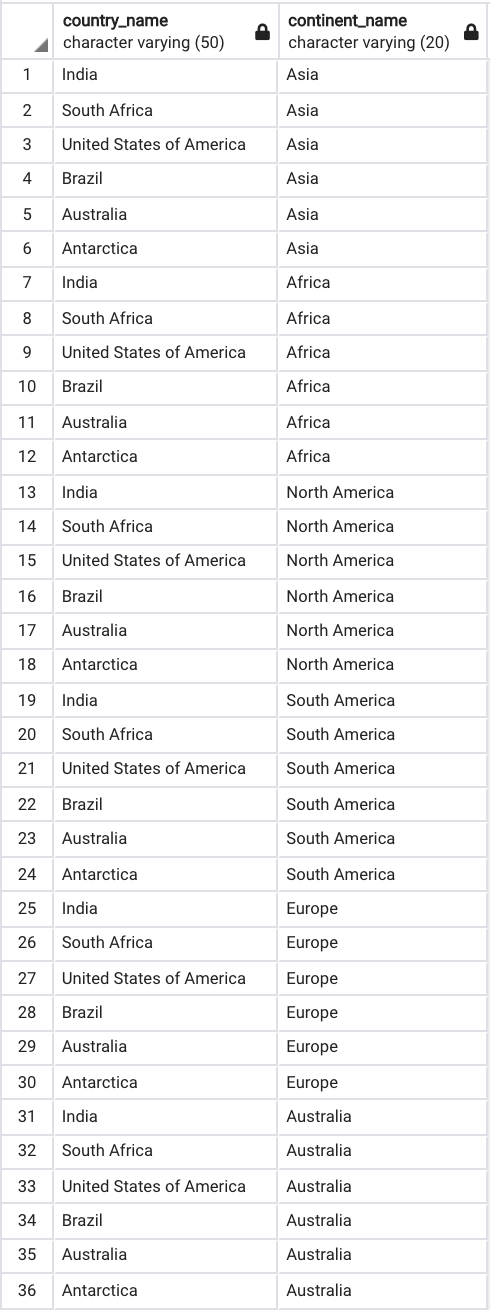 country_name continent_name
character varying (50) character varying (20)
1 India Asia
2 South Africa Asia
3 United States of America Asia
4 Brazil Asia
5 Australia Asia
6 Antarctica Asia
7 India Africa
8 South Africa Africa
9 United States of America Africa
10 Brazil Africa
11 Australia Africa
12 Antarctica Africa
13 India North America
14 South Africa North America
15 United States of America North America
16 Brazil North America
17 Australia North America
18 Antarctica North America
19 India South America
20 South Africa South America
21 United States of America South America
22 Brazil South America
23 Australia South America
24 Antarctica South America
25 India Europe
26 South Africa Europe
27 United States of America Europe
28 Brazil Europe
29 Australia Europe
30 Antarctica Europe
31 India Australia
32 South Africa Australia
33 United States of America Australia
34 Brazil Australia
35 Australia Australia
36 Antarctica Australia